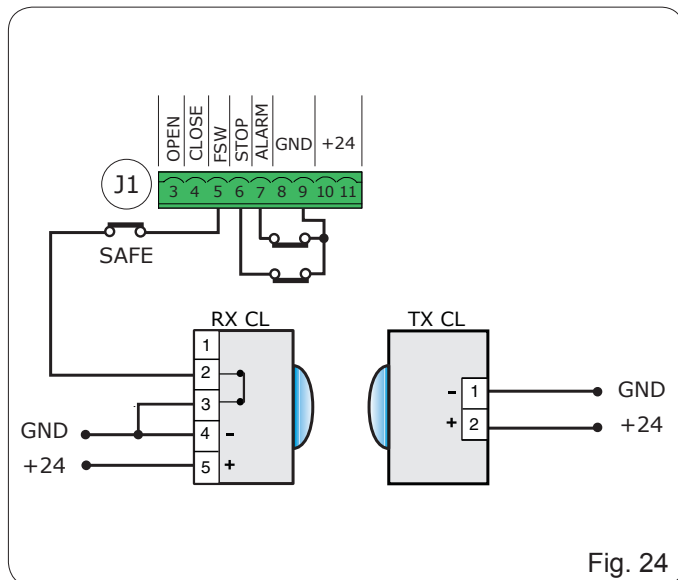 OPEN CLOSE FSW STOP ALARM GND +24
J1 3 4 5 6 7 8 9 10 11
SAFE
RX CL
1
2
3
GND 4 -
+24 5 +
TX CL
- 1 GND
+ 2 +24
Fig. 24